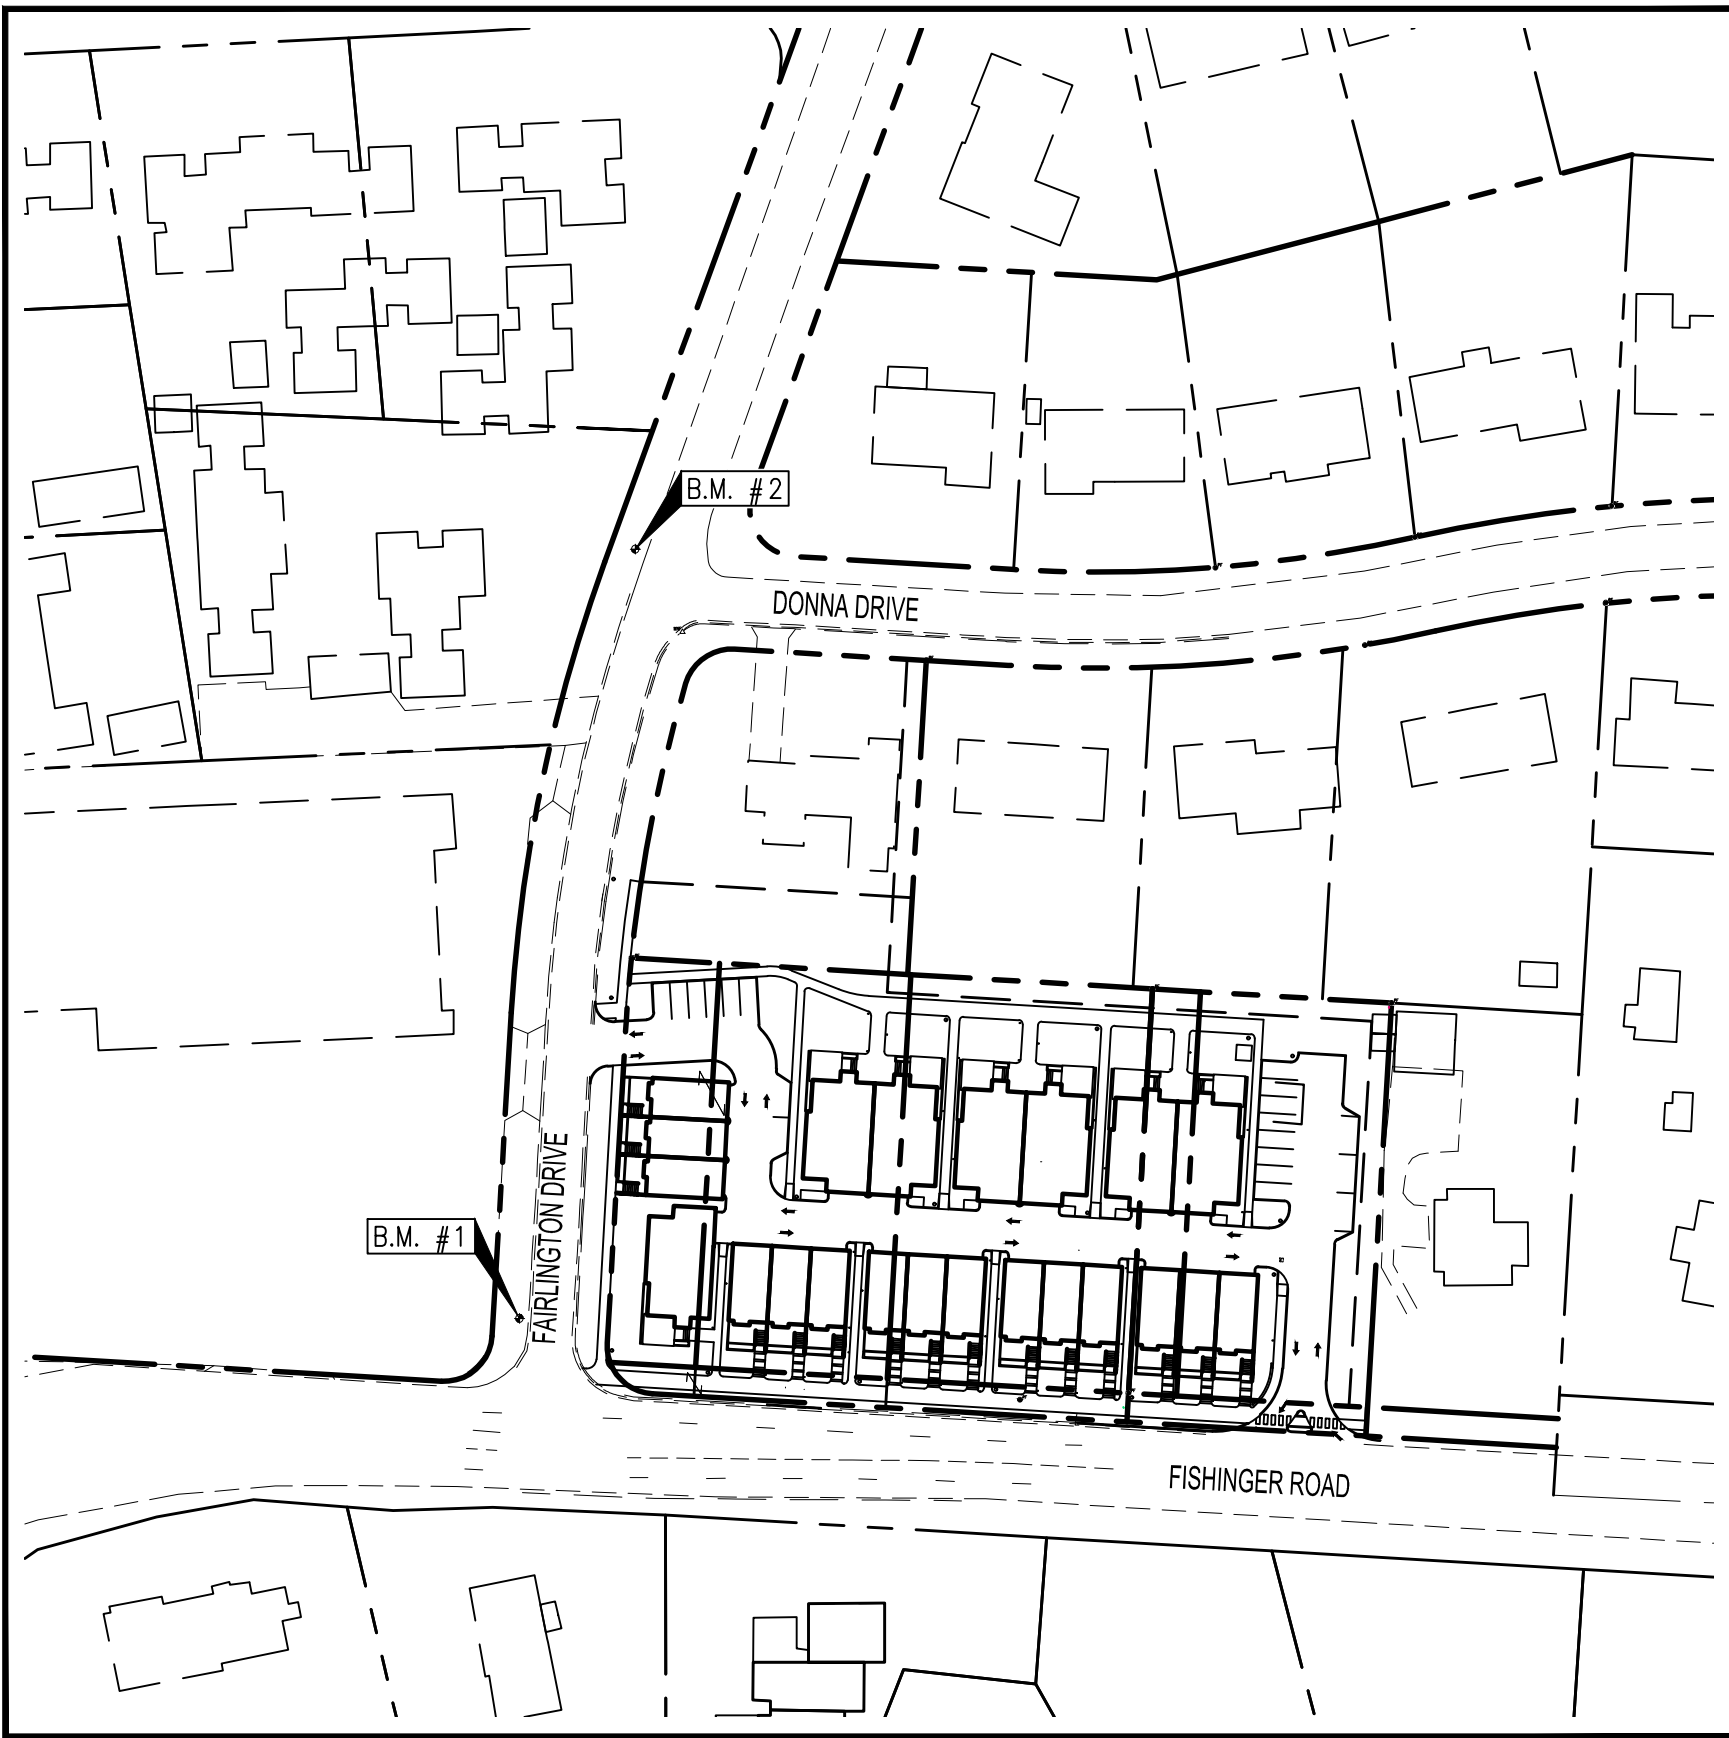 B.M. #2
DONNA DRIVE
FAIRLINGTON DRIVE
B.M. #1
FISHINGER ROAD